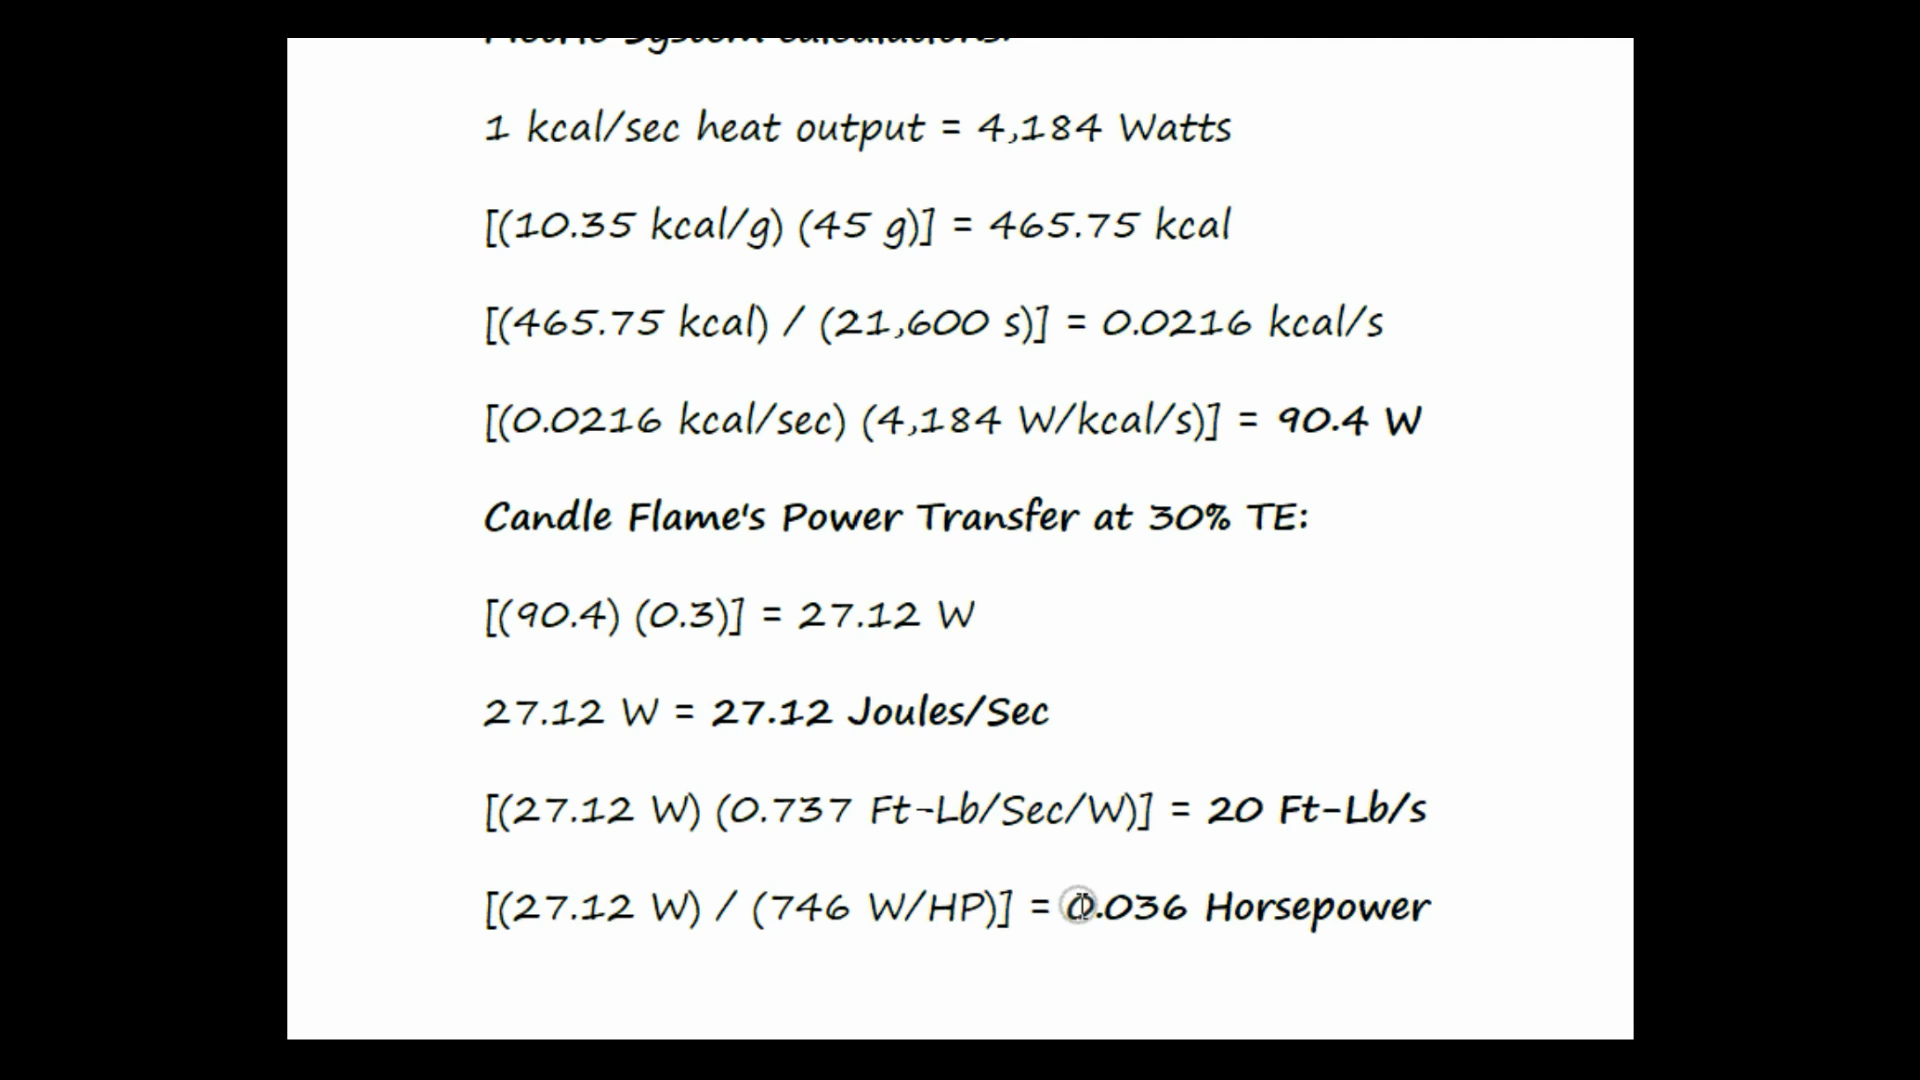 Metric System Calculations:
1 kcal/sec heat output = 4,184 Watts
[(10.35 kcal/g) (45 g)] = 465.75 kcal
[(465.75 kcal) / (21,600 s)] = 0.0216 kcal/s
[(0.0216 kcal/sec) (4,184 W/kcal/s)] = 90.4 W
Candle Flame's Power Transfer at 30% TE:
[(90.4) (0.3)] = 27.12 W
27.12 W = 27.12 Joules/Sec
[(27.12 W) (0.737 Ft-Lb/Sec/W)] = 20 Ft-Lb/s
[(27.12 W) / (746 W/HP)] = 0.036 Horsepower